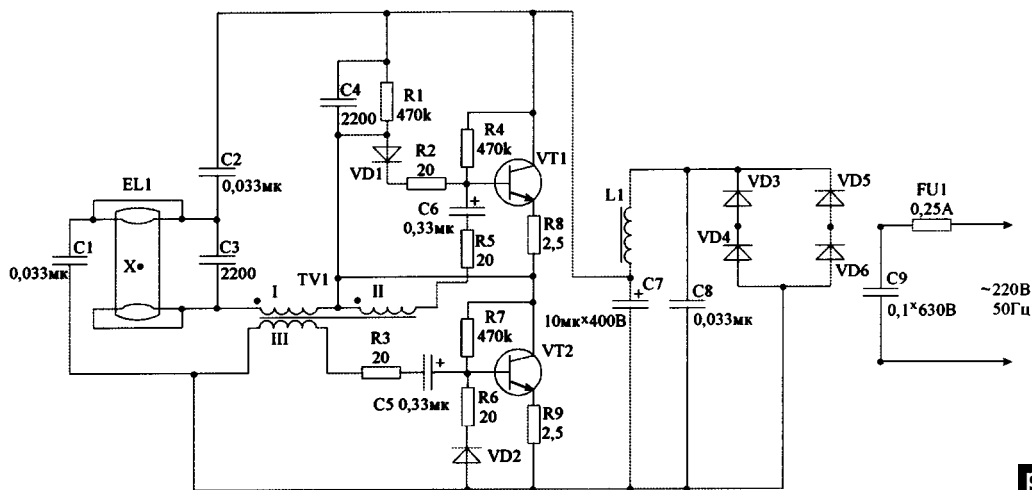 C4
2200
R1
470k
VD1
R2
20
R4
470k
VT1
C6
0,33мк
R8
2,5
R5
20
C2
0,033мк
EL1
X
C1
0,033мк
C3
2200
TV1
I
II
III
R3
20
C5 0,33мк
R7
470k
VT2
R6
20
R9
2,5
VD2
L1
C7
10мк×400В
C8
0,033мк
VD3
VD5
VD4
VD6
FU1
0,25А
C9
0,1×630В
~220В
50Гц